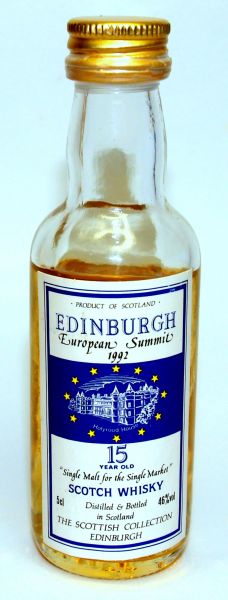 · PRODUCT OF SCOTLAND ·
EDINBURGH
European Summit
1992
Holyrood House
15
YEAR OLD
"Single Malt for the Single Market"
SCOTCH WHISKY
5cl Distilled & Bottled 46%vol
in Scotland
THE SCOTTISH COLLECTION
EDINBURGH